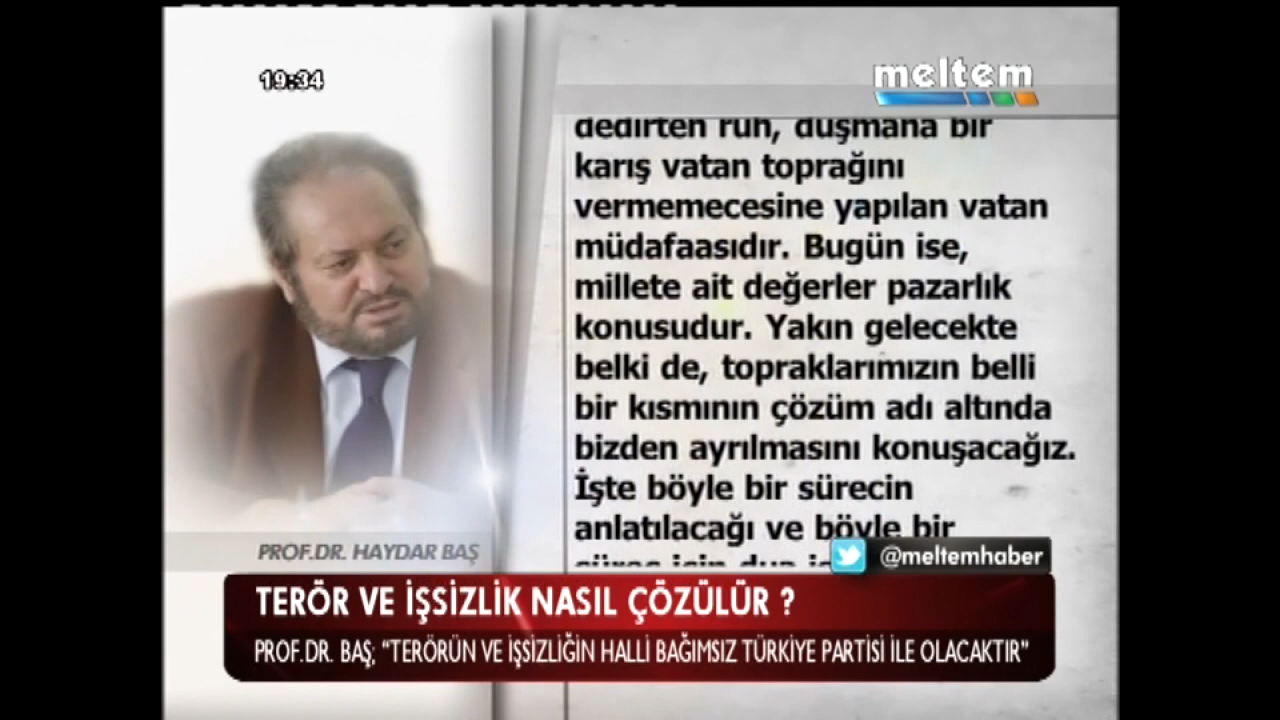 19:34
meltem
dedirten ruh, düşmana bir
karış vatan toprağını
vermemecesine yapılan vatan
müdafaasıdır. Bugün ise,
millete ait değerler pazarlık
konusudur. Yakın gelecekte
belki de, topraklarımızın belli
bir kısmının çözüm adı altında
bizden ayrılmasını konuşacağız.
İşte böyle bir sürecin
anlatılacağı ve böyle bir
süreç için dua
@meltemhaber
PROF.DR. HAYDAR BAŞ
TERÖR VE İŞSİZLİK NASIL ÇÖZÜLÜR ?
PROF.DR. BAŞ; “TERÖRÜN VE İŞSİZLİĞİN HALLİ BAĞIMSIZ TÜRKİYE PARTİSİ İLE OLACAKTIR”